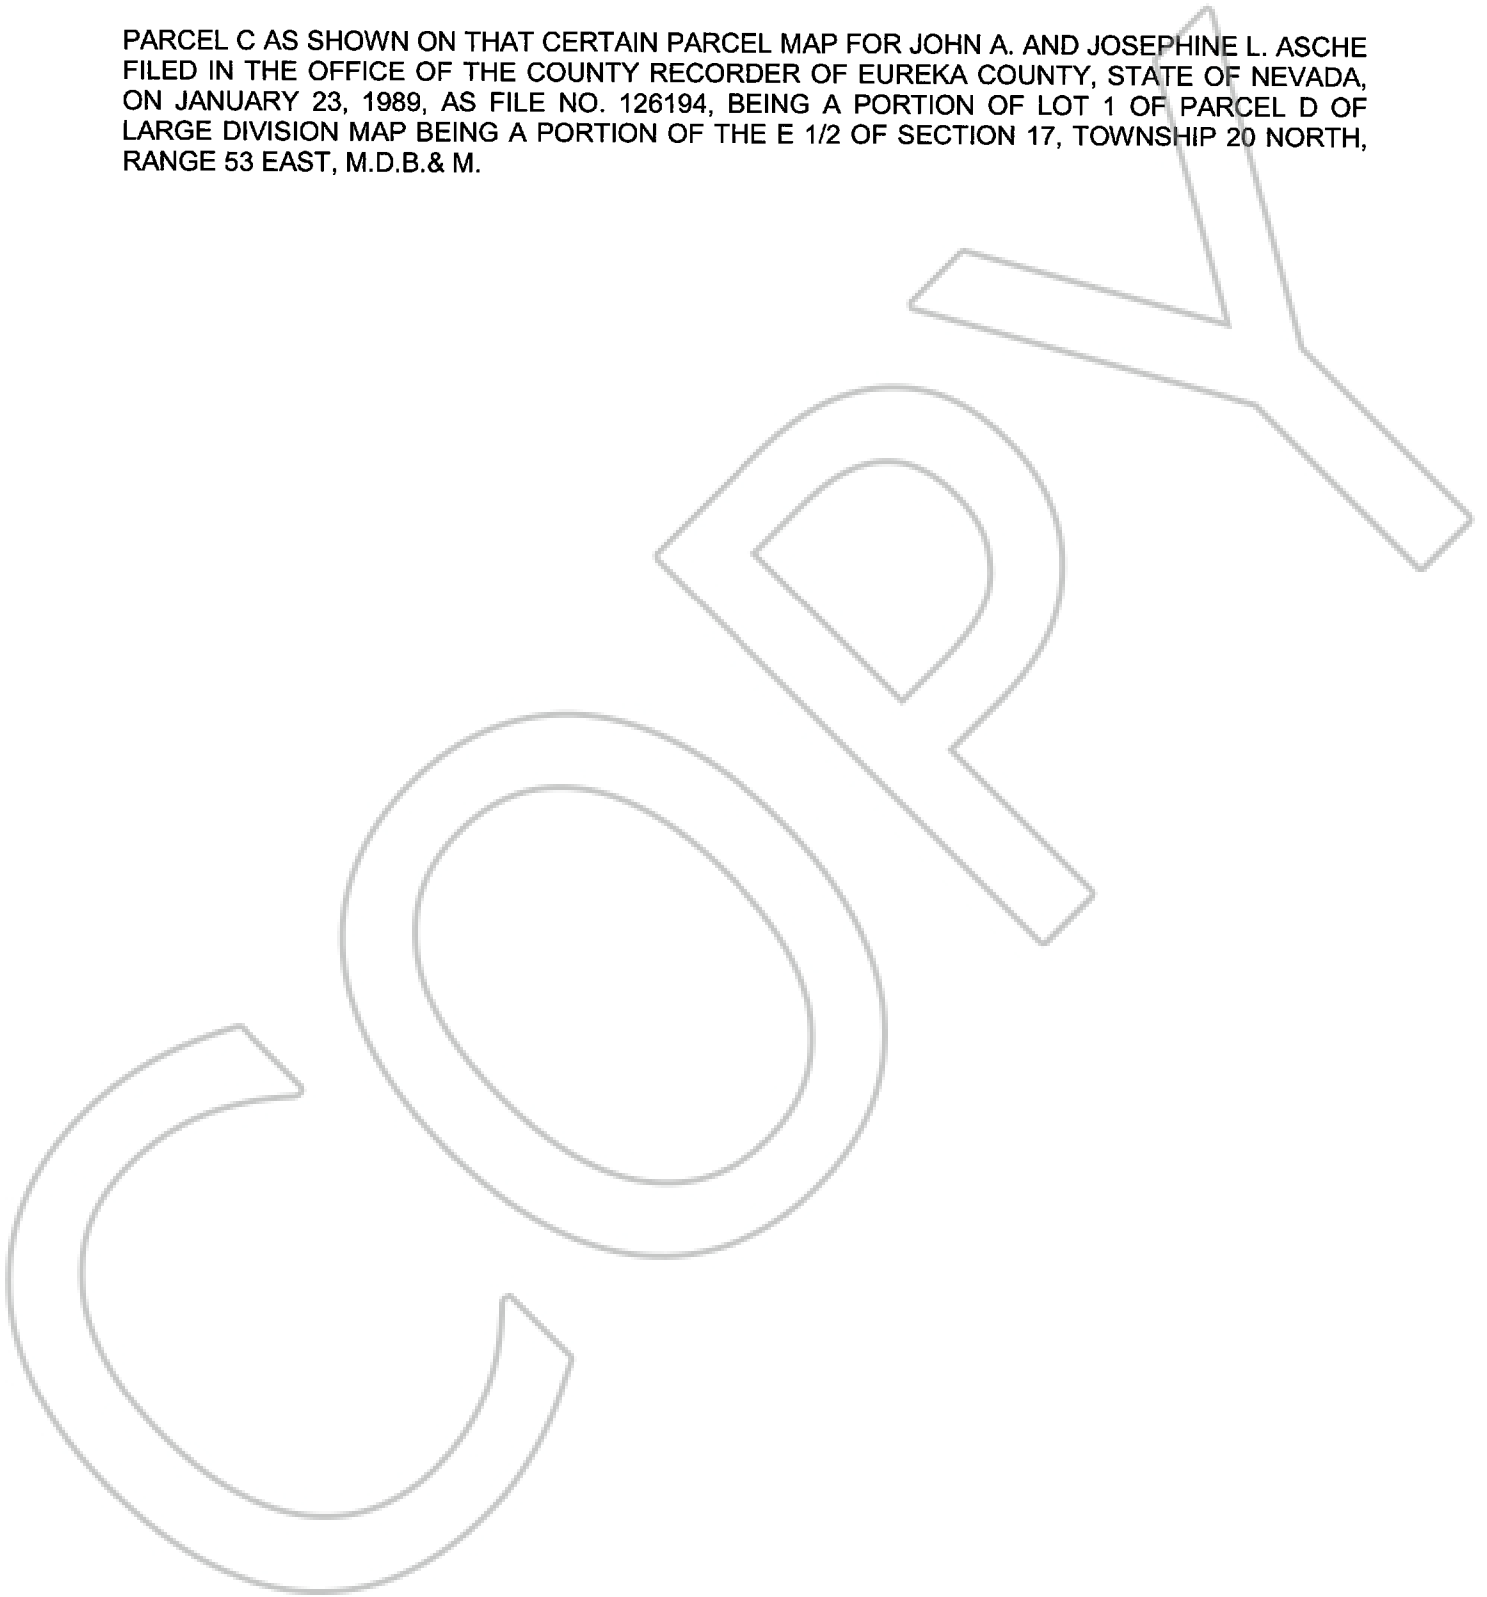 PARCEL C AS SHOWN ON THAT CERTAIN PARCEL MAP FOR JOHN A. AND JOSEPHINE L. ASCHE
FILED IN THE OFFICE OF THE COUNTY RECORDER OF EUREKA COUNTY, STATE OF NEVADA,
ON JANUARY 23, 1989, AS FILE NO. 126194, BEING A PORTION OF LOT 1 OF PARCEL D OF
LARGE DIVISION MAP BEING A PORTION OF THE E 1/2 OF SECTION 17, TOWNSHIP 20 NORTH,
RANGE 53 EAST, M.D.B.& M.
COPY